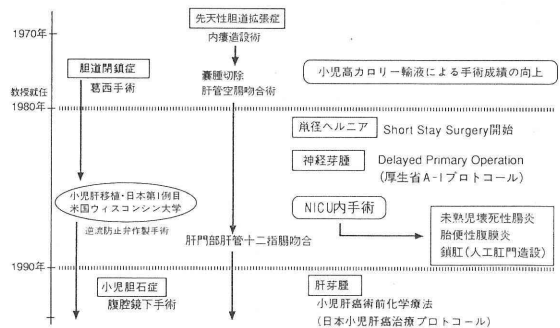 1970年
教授就任
1980年
1990年
先天性胆道拡張症
内瘻造設術
胆道閉鎖症
葛西手術
嚢腫切除
肝管空腸吻合術
小児高カロリー輸液による手術成績の向上
鼡径ヘルニア Short Stay Surgery開始
神経芽腫 Delayed Primary Operation
(厚生省A-Iプロトコール)
小児肝移植・日本第1例目
米国ウィスコンシン大学
逆流防止弁作製手術
NICU内手術
未熟児壊死性腸炎
胎便性腹膜炎
鎖肛(人工肛門造設)
肝門部肝管十二指腸吻合
小児胆石症
腹腔鏡下手術
肝芽腫
小児肝癌術前化学療法
(日本小児肝癌治療プロトコール)